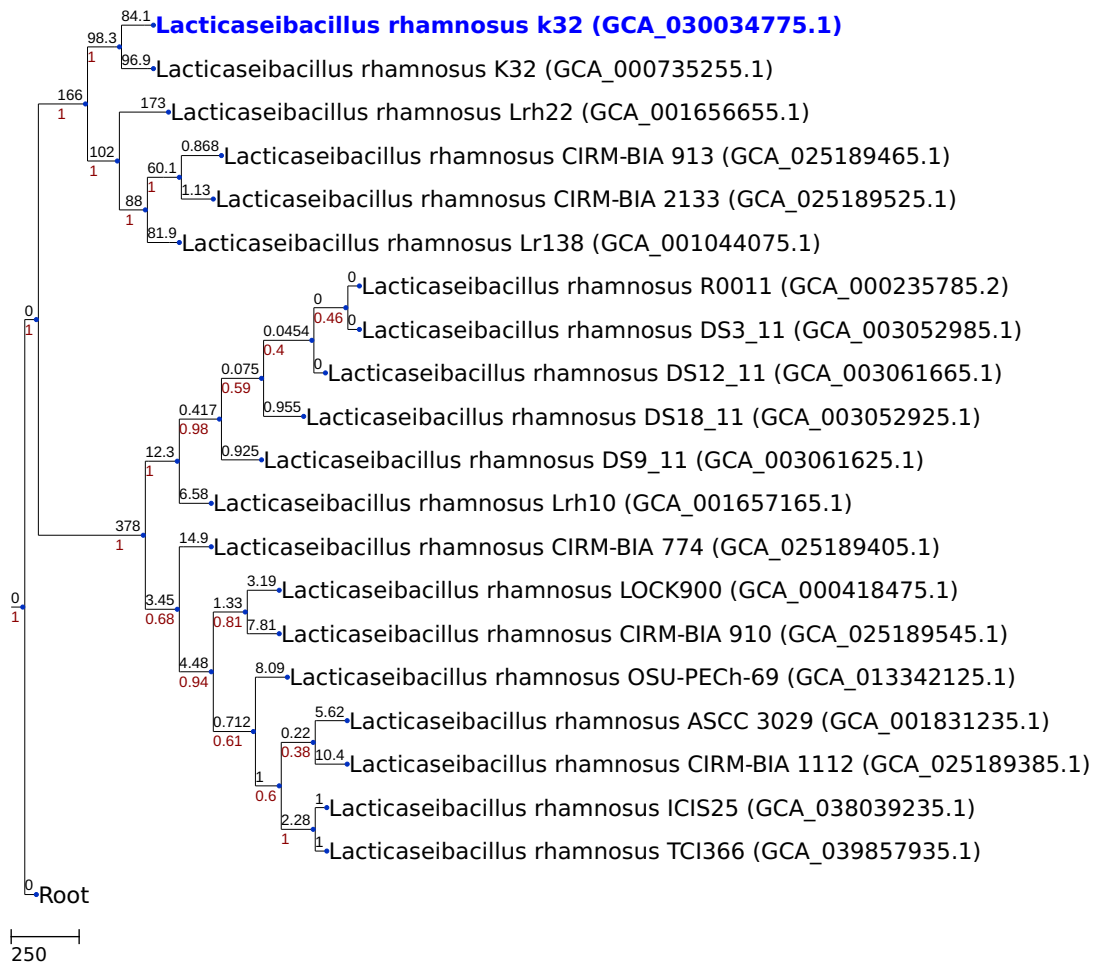 84.1
Lacticaseibacillus rhamnosus k32 (GCA_030034775.1)
98.3
1
96.9
Lacticaseibacillus rhamnosus K32 (GCA_000735255.1)
166
1
173
Lacticaseibacillus rhamnosus Lrh22 (GCA_001656655.1)
102
1
0.868
Lacticaseibacillus rhamnosus CIRM-BIA 913 (GCA_025189465.1)
60.1
1
1.13
Lacticaseibacillus rhamnosus CIRM-BIA 2133 (GCA_025189525.1)
88
1
81.9
Lacticaseibacillus rhamnosus Lr138 (GCA_001044075.1)
0
Lacticaseibacillus rhamnosus R0011 (GCA_000235785.2)
0
0.46
0
Lacticaseibacillus rhamnosus DS3_11 (GCA_003052985.1)
0
1
0.0454
0.4
0
Lacticaseibacillus rhamnosus DS12_11 (GCA_003061665.1)
0.075
0.59
0.955
Lacticaseibacillus rhamnosus DS18_11 (GCA_003052925.1)
0.417
0.98
0.925
Lacticaseibacillus rhamnosus DS9_11 (GCA_003061625.1)
12.3
1
6.58
Lacticaseibacillus rhamnosus Lrh10 (GCA_001657165.1)
378
1
14.9
Lacticaseibacillus rhamnosus CIRM-BIA 774 (GCA_025189405.1)
3.19
Lacticaseibacillus rhamnosus LOCK900 (GCA_000418475.1)
0
1
3.45
0.68
1.33
0.81
7.81
Lacticaseibacillus rhamnosus CIRM-BIA 910 (GCA_025189545.1)
4.48
0.94
8.09
Lacticaseibacillus rhamnosus OSU-PECh-69 (GCA_013342125.1)
0.712
0.61
5.62
Lacticaseibacillus rhamnosus ASCC 3029 (GCA_001831235.1)
0.22
0.38
10.4
Lacticaseibacillus rhamnosus CIRM-BIA 1112 (GCA_025189385.1)
1
0.6
1
Lacticaseibacillus rhamnosus ICIS25 (GCA_038039235.1)
2.28
1
1
Lacticaseibacillus rhamnosus TCI366 (GCA_039857935.1)
0
Root
250